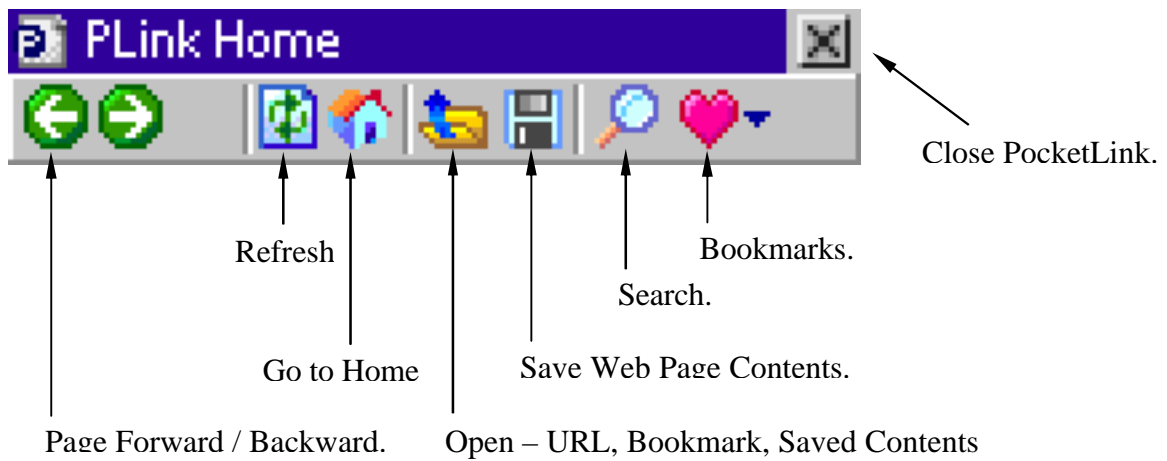 PLink Home
Close PocketLink.
Refresh
Bookmarks.
Search.
Go to Home
Save Web Page Contents.
Page Forward / Backward.
Open – URL, Bookmark, Saved Contents